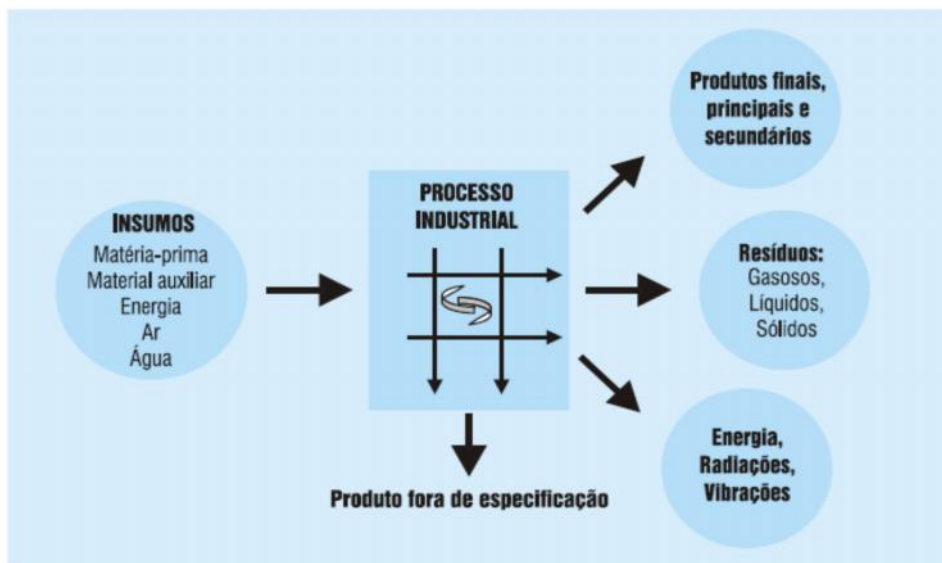 INSUMOS
Matéria-prima
Material auxiliar
Energia
Ar
Água
PROCESSO
INDUSTRIAL
Produto fora de especificação
Produtos finais,
principais e
secundários
Resíduos:
Gasosos,
Líquidos,
Sólidos
Energia,
Radiações,
Vibrações